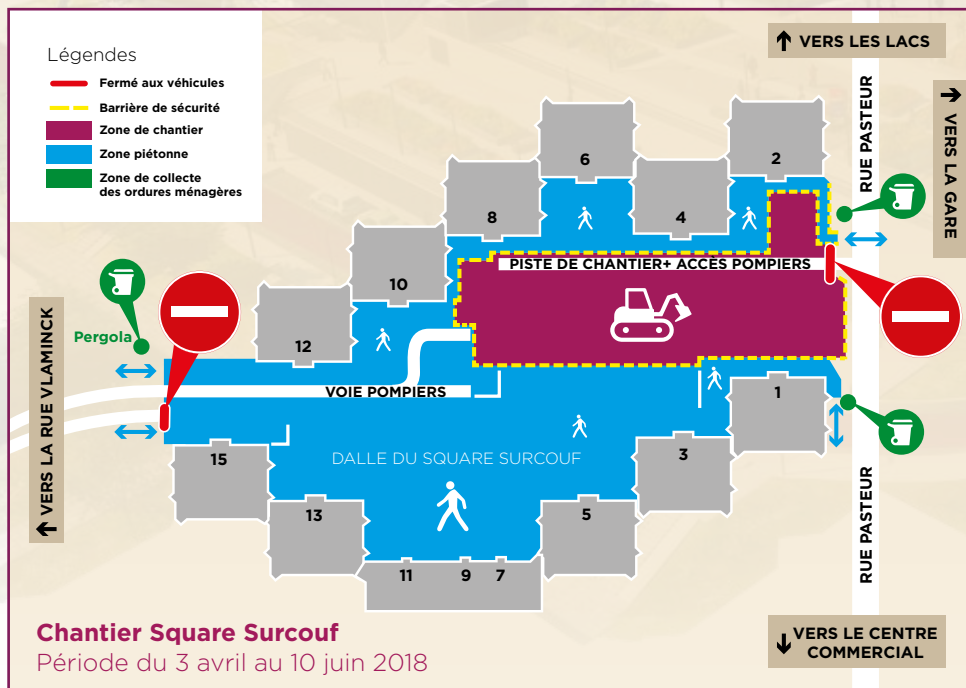 Légendes
Fermé aux véhicules
Barrière de sécurité
Zone de chantier
Zone piétonne
Zone de collecte
des ordures ménagères
VERS LES LACS
RUE PASTEUR
VERS LA GARE
6
2
8
4
10
PISTE DE CHANTIER+ ACCÈS POMPIERS
Pergola
12
VOIE POMPIERS
1
VERS LA RUE VLAMINCK
15
DALLE DU SQUARE SURCOUF
3
13
5
11
9
7
RUE PASTEUR
Chantier Square Surcouf
Période du 3 avril au 10 juin 2018
VERS LE CENTRE
COMMERCIAL